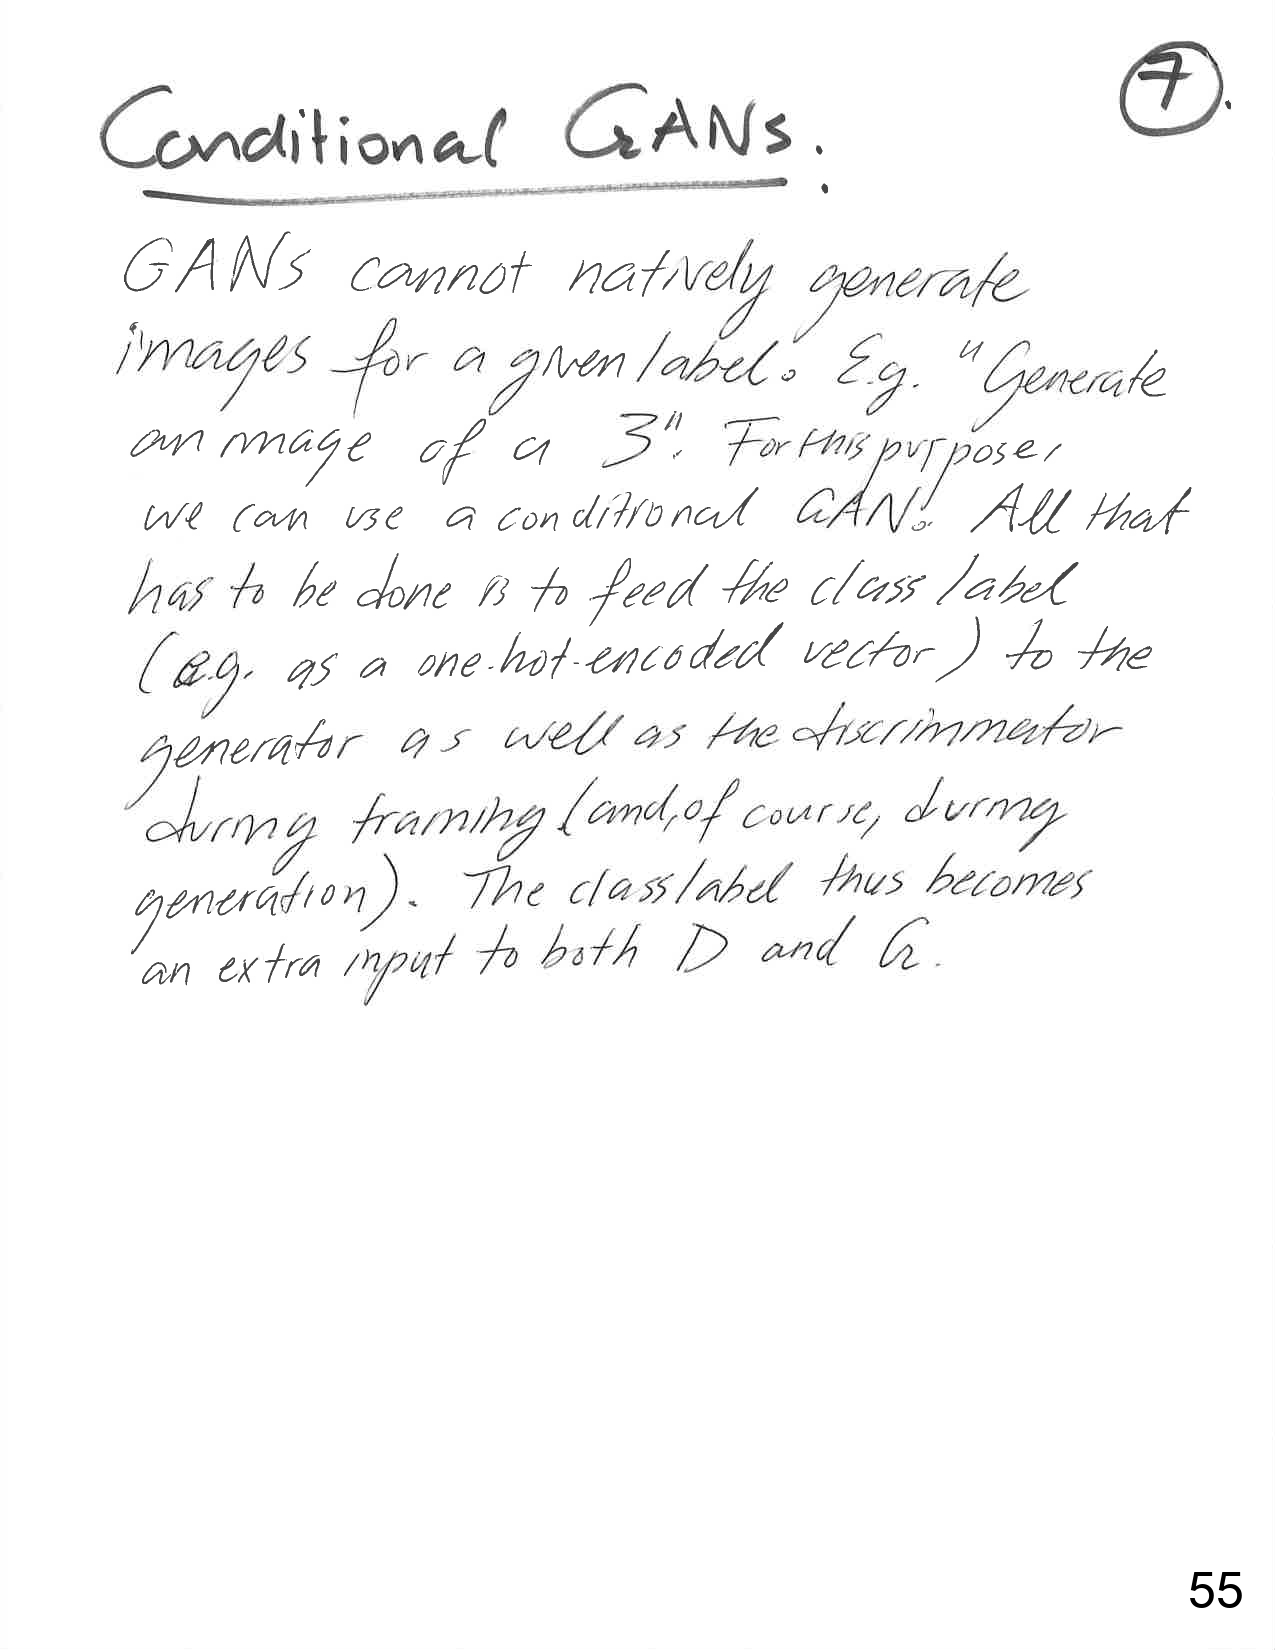 7.
Conditional GANs.
GANs cannot natively generate
images for a given label. E.g. "Generate
an image of a 3". For this purpose,
we can use a conditional GAN. All that
has to be done is to feed the class label
(e.g. as a one-hot-encoded vector) to the
generator as well as the discriminator
during training (and, of course, during
generation). The class label thus becomes
an extra input to both D and G.
55